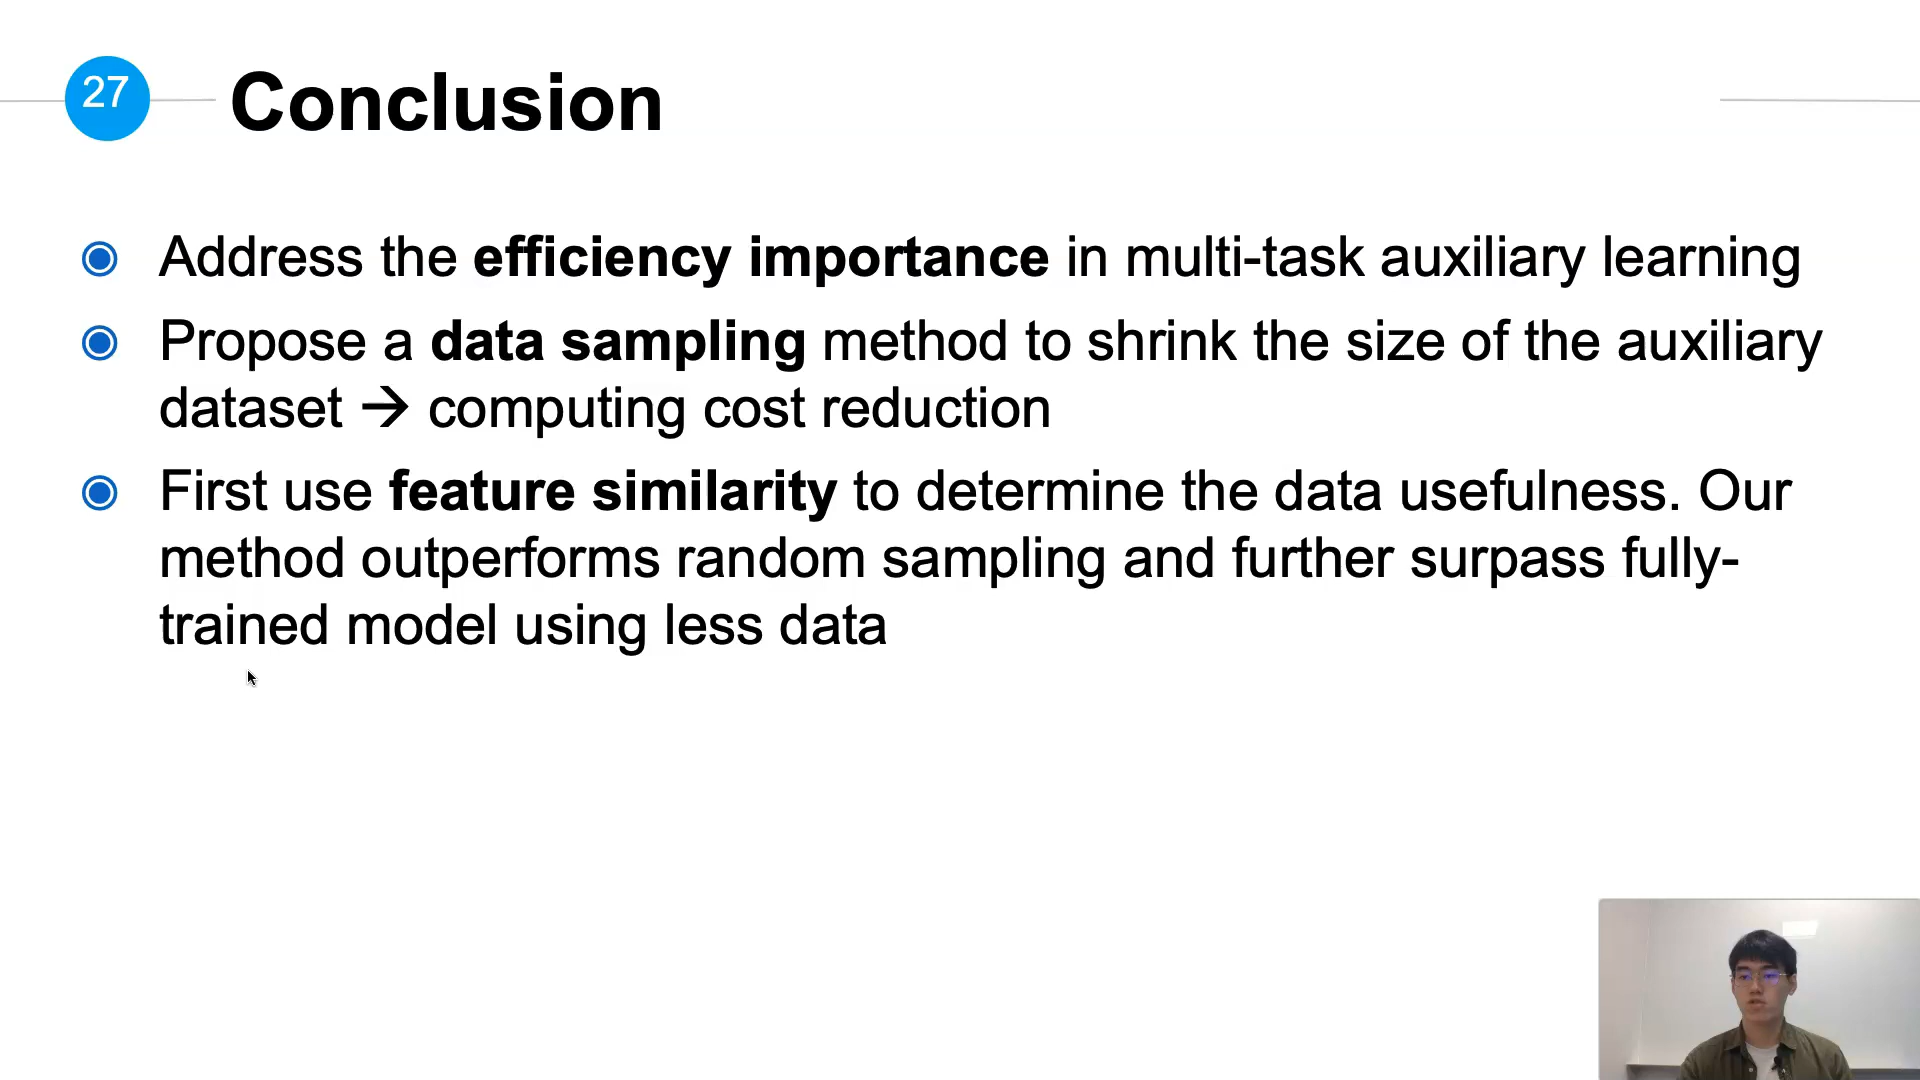 27
Conclusion
Address the efficiency importance in multi-task auxiliary learning
Propose a data sampling method to shrink the size of the auxiliary
dataset → computing cost reduction
First use feature similarity to determine the data usefulness. Our
method outperforms random sampling and further surpass fully-
trained model using less data